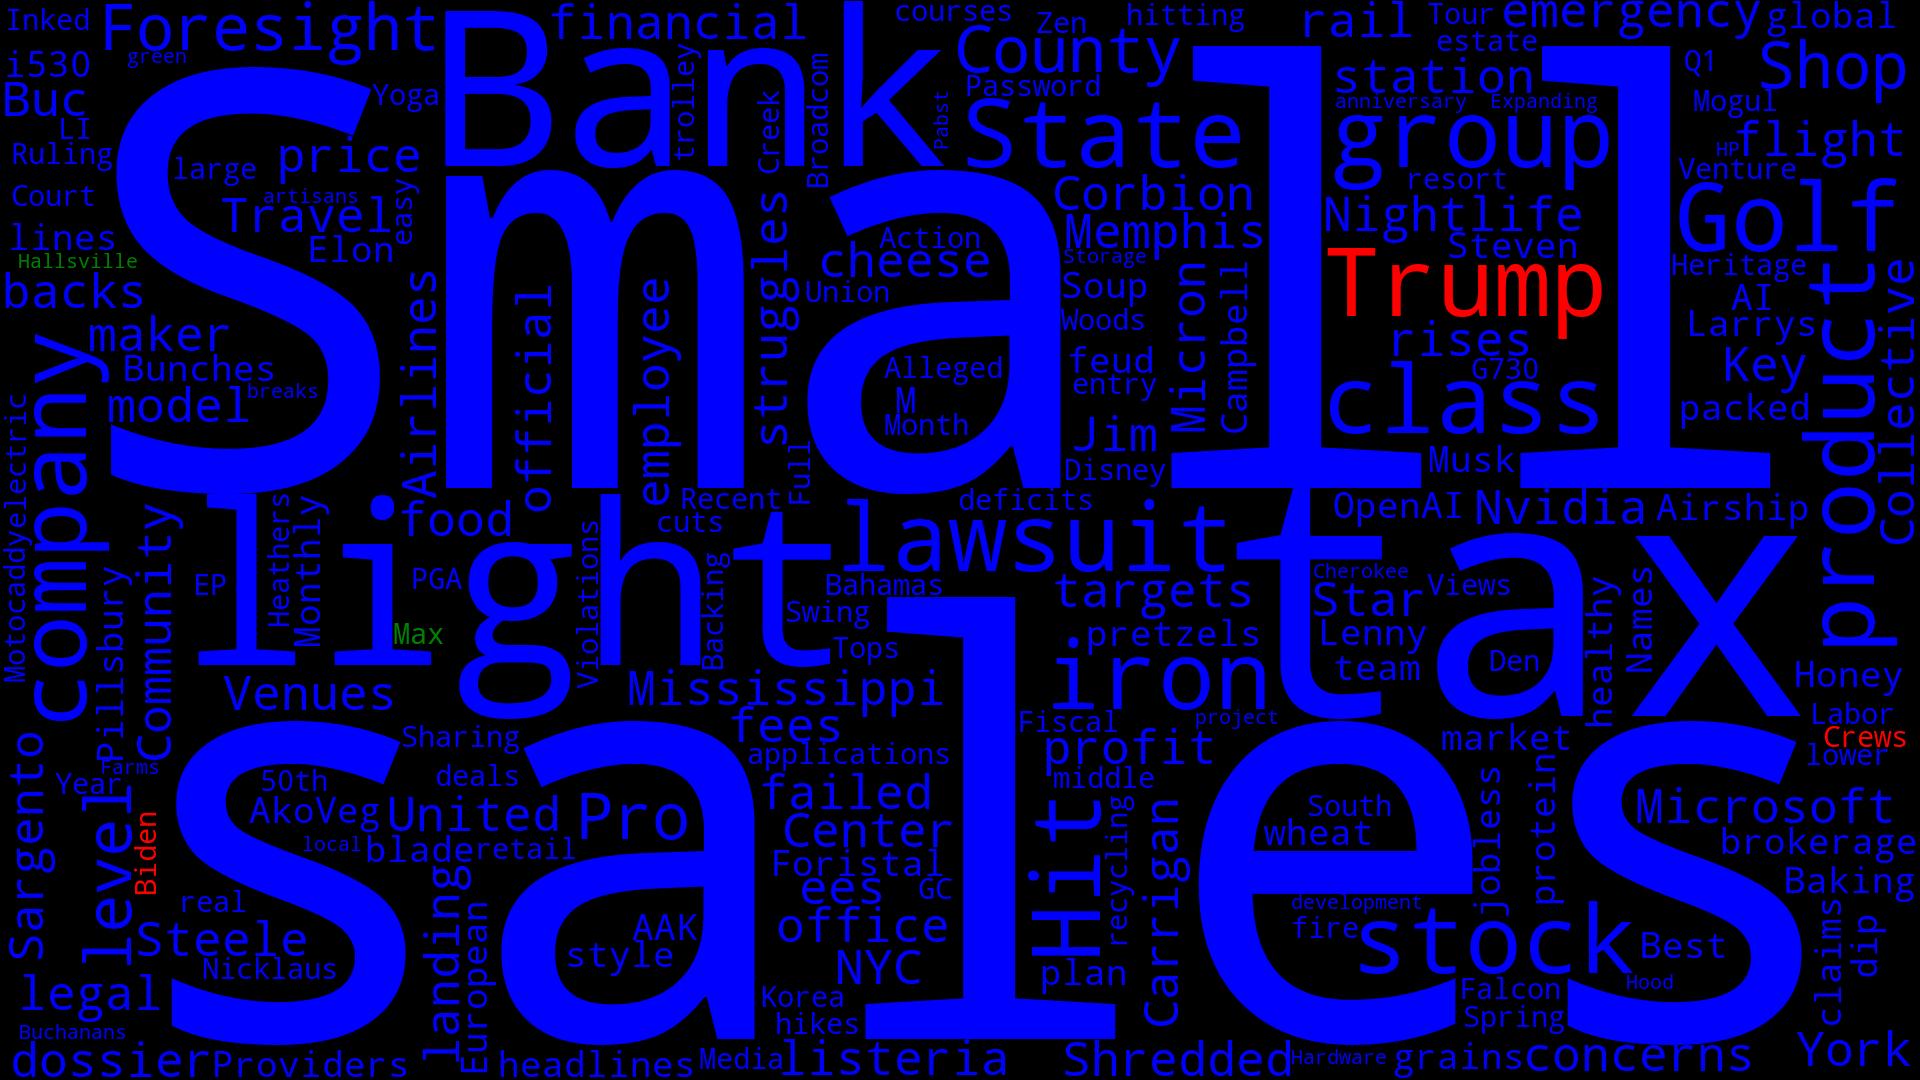 Inked
Foresight
financial
courses
Zen
hitting
rail
Tour
emergency
global
green
i530
Bank
County
estate
Q1
Shop
Buc
Yoga
trolley
Broadcom
Password
station
Mogul
LI
Creek
Pabst
State
anniversary
Expanding
group
HP
flight
Ruling
large
price
Venture
resort
Court
artisans
Travel
easy
Corbion
Nightlife
Golf
lines
Elon
Action
Memphis
Steven
Hallsville
cheese
Storage
Trump
Heritage
backs
Airlines
official
employee
struggles
Union
Soup
Micron
Campbell
AI
product
Collective
Small
maker
Woods
rises
Larrys
Bunches
Alleged
feud
G730
Key
model
breaks
M
entry
class
packed
company
Month
Jim
Motocaddyelectric
Full
Disney
Musk
Recent
deficits
food
cuts
lawsuit
OpenAI
Nvidia
Airship
Community
Heathers
Monthly
light
Violations
tax
EP
PGA
Backing
Bahamas
targets
Cherokee
Star
Views
healthy
Names
Pillsbury
Max
Swing
Tops
pretzels
Lenny
iron
team
Den
Venues
Mississippi
Honey
Sharing
fees
Fiscal
project
Labor
Sargento
applications
profit
market
Crews
lower
Farms
Year
50th
deals
middle
level
Biden
AkoVeg
United
Pro
failed
Hit
recycling
Carrigan
South
jobless
protein
Microsoft
local
blade
retail
Center
wheat
brokerage
Foristal
real
ees
GC
Baking
sales
Steele
landing
European
AAK
office
development
fire
stock
Best
claims
dip
style
Nicklaus
NYC
plan
legal
Korea
Falcon
Hood
Buchanans
hikes
Spring
dossier
Providers
headlines
Media
listeria
Shredded
Hardware
grains
concerns
York